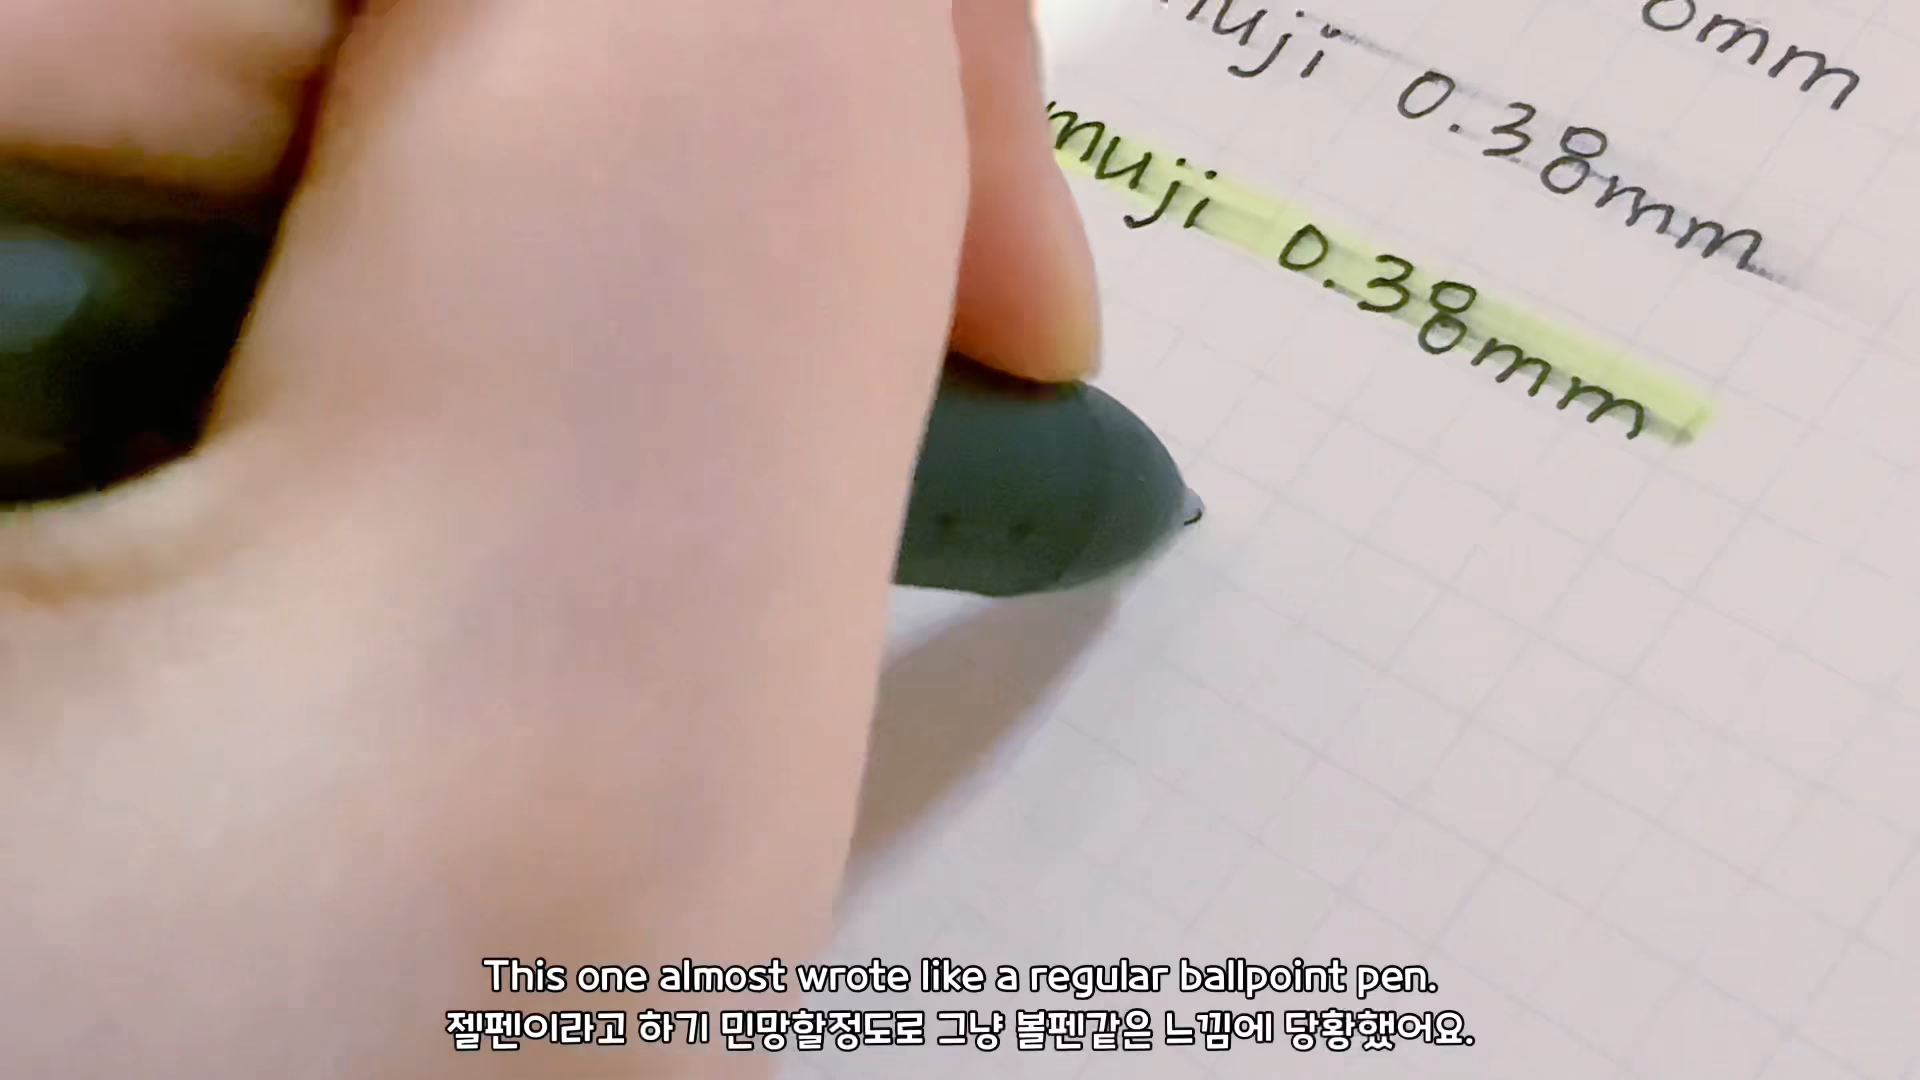 8mm
muji 0.38mm
muji 0.38mm
This one almost wrote like a regular ballpoint pen.
젤펜이라고 하기 민망할정도로 그냥 볼펜같은 느낌에 당황했어요.